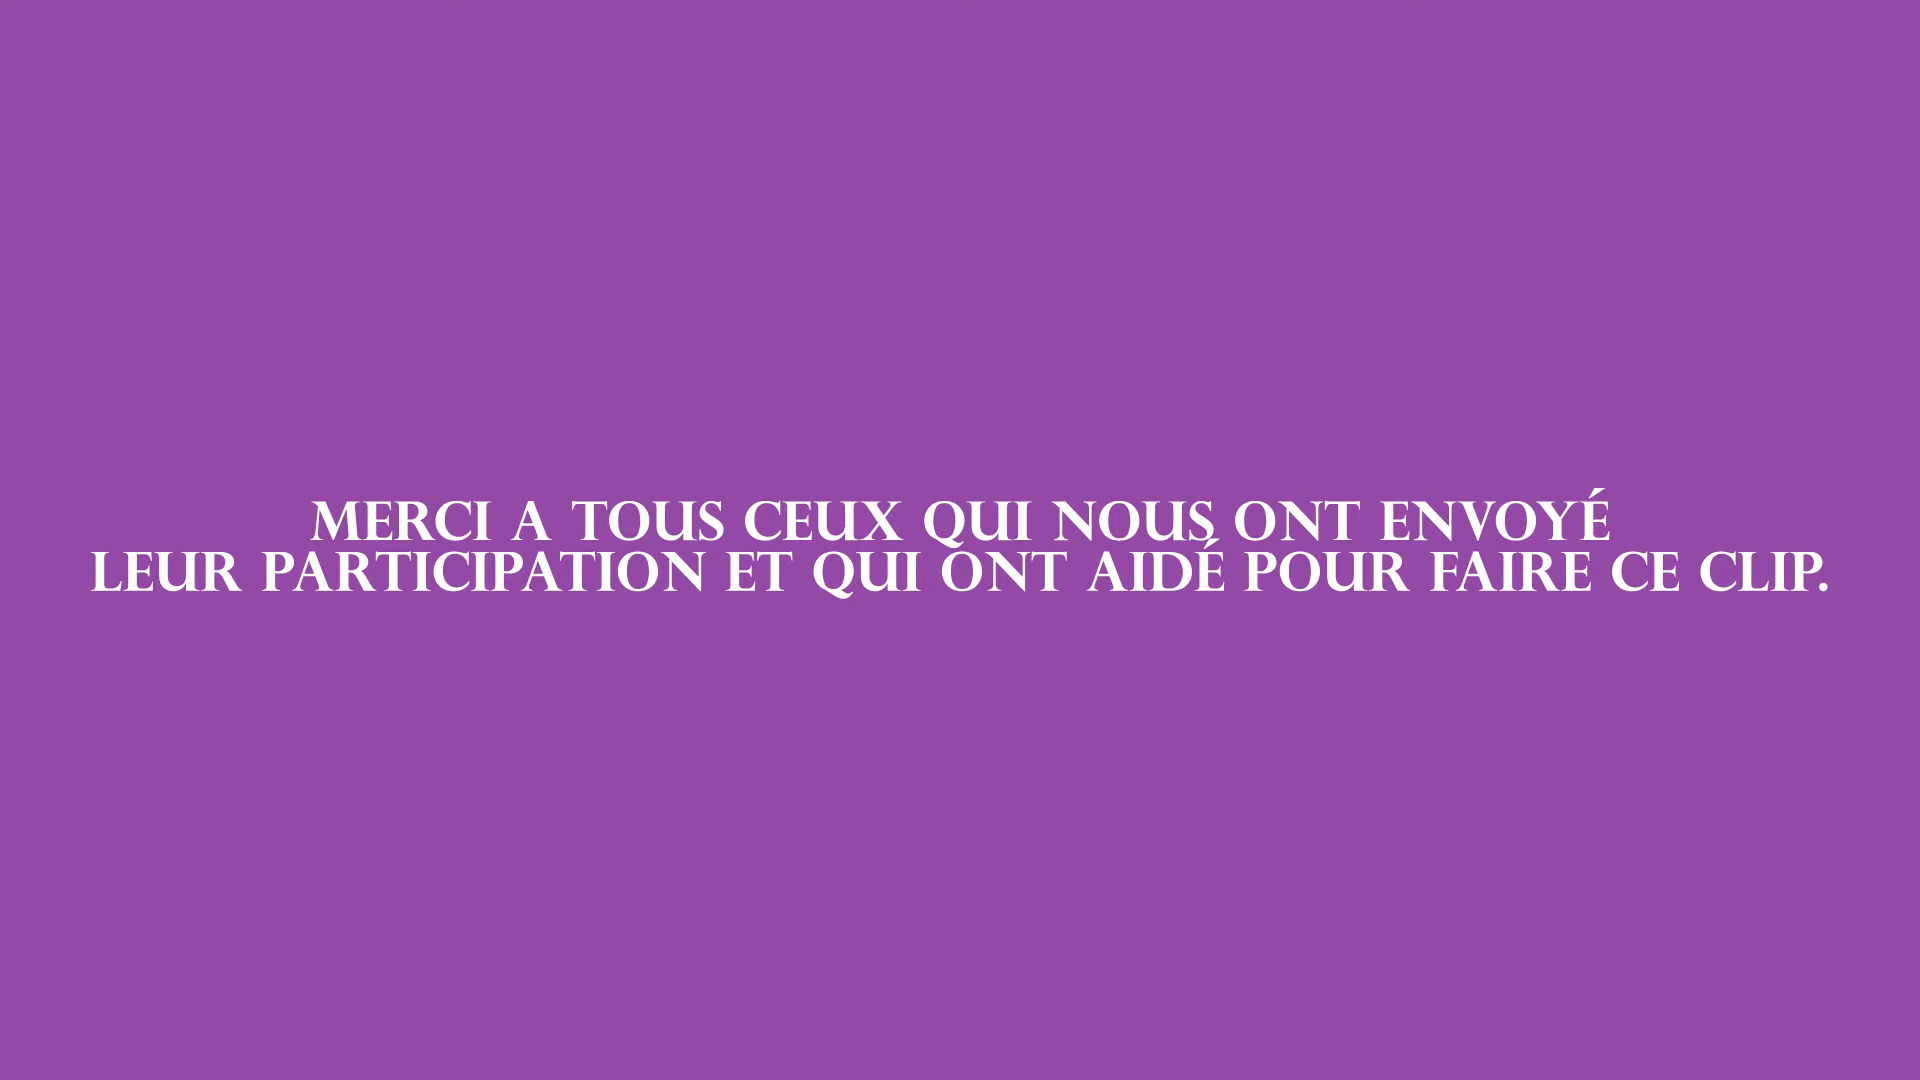 MERCI A TOUS CEUX QUI NOUS ONT ENVOYÉ
LEUR PARTICIPATION ET QUI ONT AIDÉ POUR FAIRE CE CLIP.